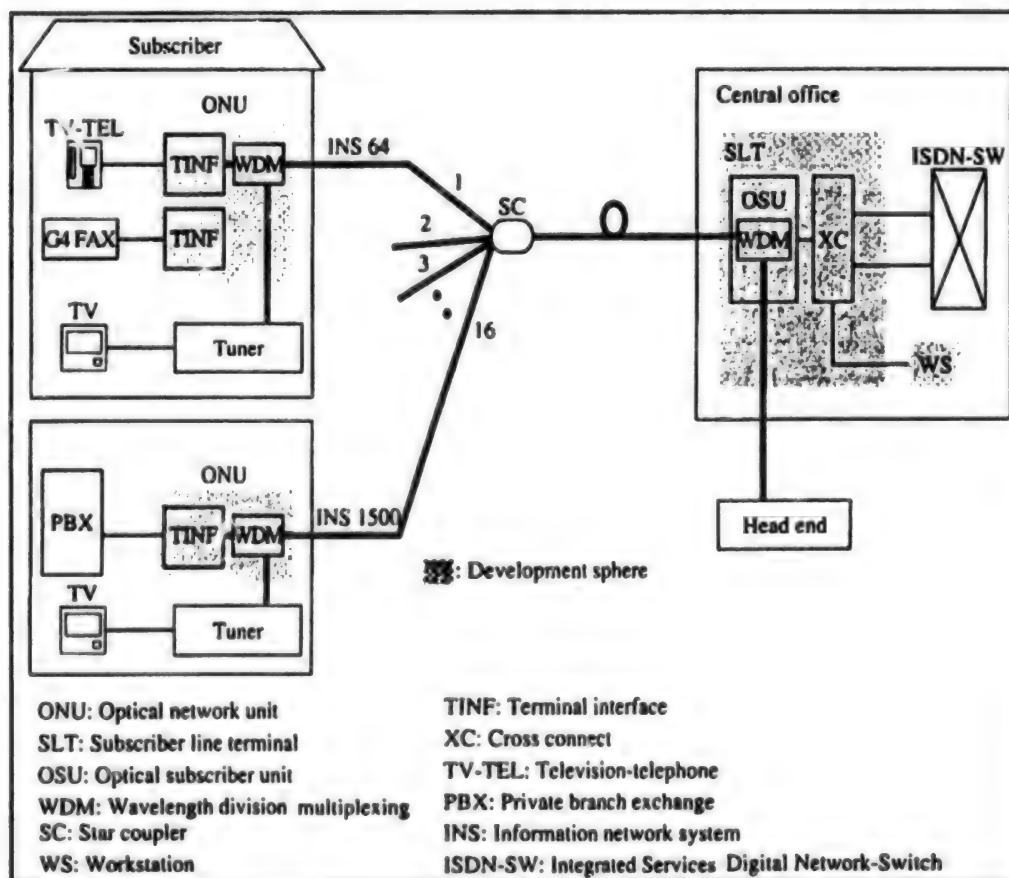 Subscriber
ONU
TV-TEL
TINF
WDM
INS 64
G4 FAX
TINF
TV
Tuner
1
2
3
16
SC
Central office
SLT
ISDN-SW
OSU
WDM
XC
WS
Head end
ONU
PBX
TINF
WDM
INS 1500
TV
Tuner
: Development sphere
ONU: Optical network unit
SLT: Subscriber line terminal
OSU: Optical subscriber unit
WDM: Wavelength division multiplexing
SC: Star coupler
WS: Workstation
TINF: Terminal interface
XC: Cross connect
TV-TEL: Television-telephone
PBX: Private branch exchange
INS: Information network system
ISDN-SW: Integrated Services Digital Network-Switch